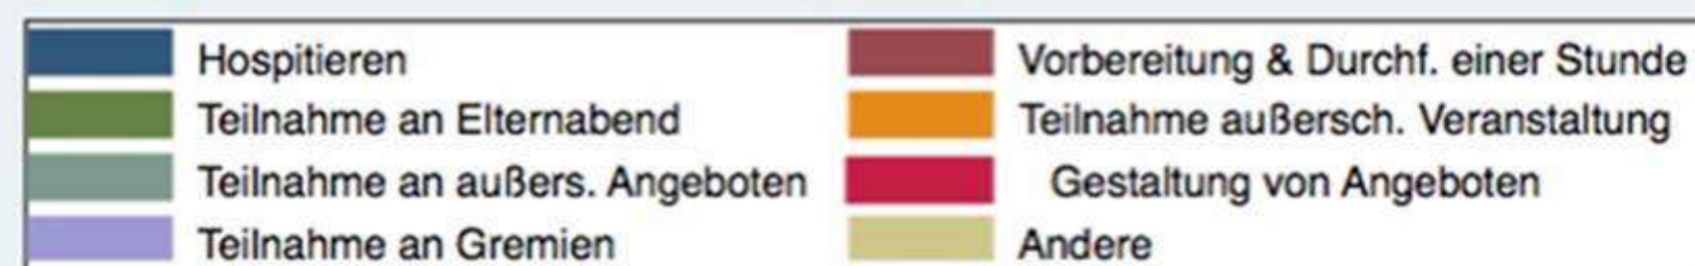 Hospitieren
Teilnahme an Elternabend
Teilnahme an außers. Angeboten
Teilnahme an Gremien
Vorbereitung & Durchf. einer Stunde
Teilnahme außersch. Veranstaltung
Gestaltung von Angeboten
Andere